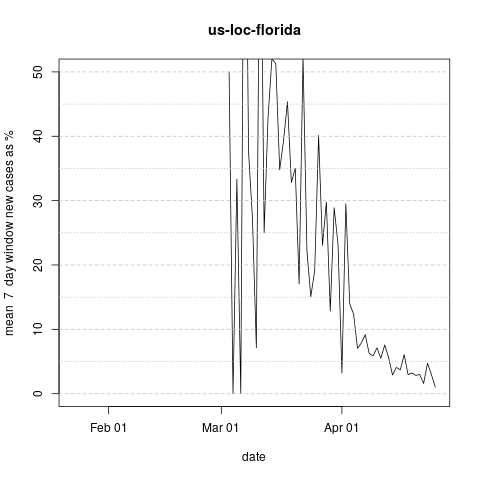 us-loc-florida
mean 7 day window new cases as %
50
40
30
20
10
0
Feb 01
Mar 01
Apr 01
date